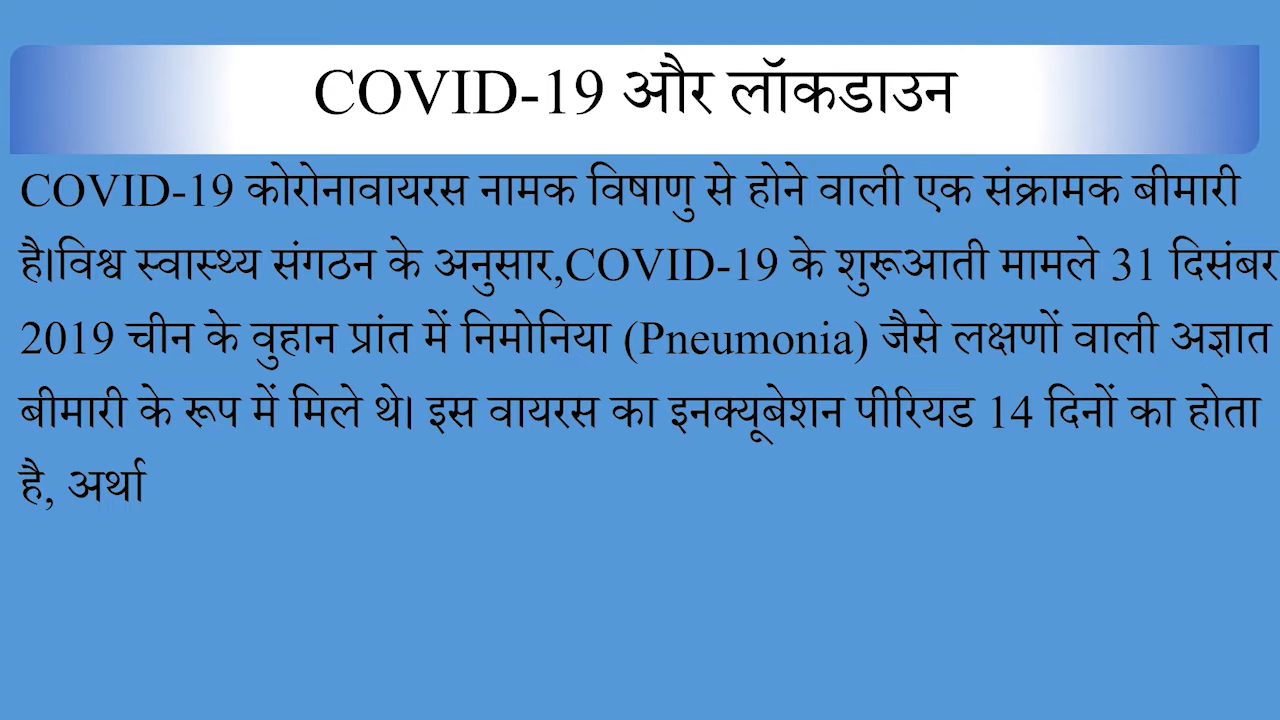 COVID-19 और लॉकडाउन
COVID-19 कोरोनावायरस नामक विषाणु से होने वाली एक संक्रामक बीमारी
है।विश्व स्वास्थ्य संगठन के अनुसार,COVID-19 के शुरूआती मामले 31 दिसंबर
2019 चीन के वुहान प्रांत में निमोनिया (Pneumonia) जैसे लक्षणों वाली अज्ञात
बीमारी के रूप में मिले थे। इस वायरस का इनक्यूबेशन पीरियड 14 दिनों का होता
है, अर्था